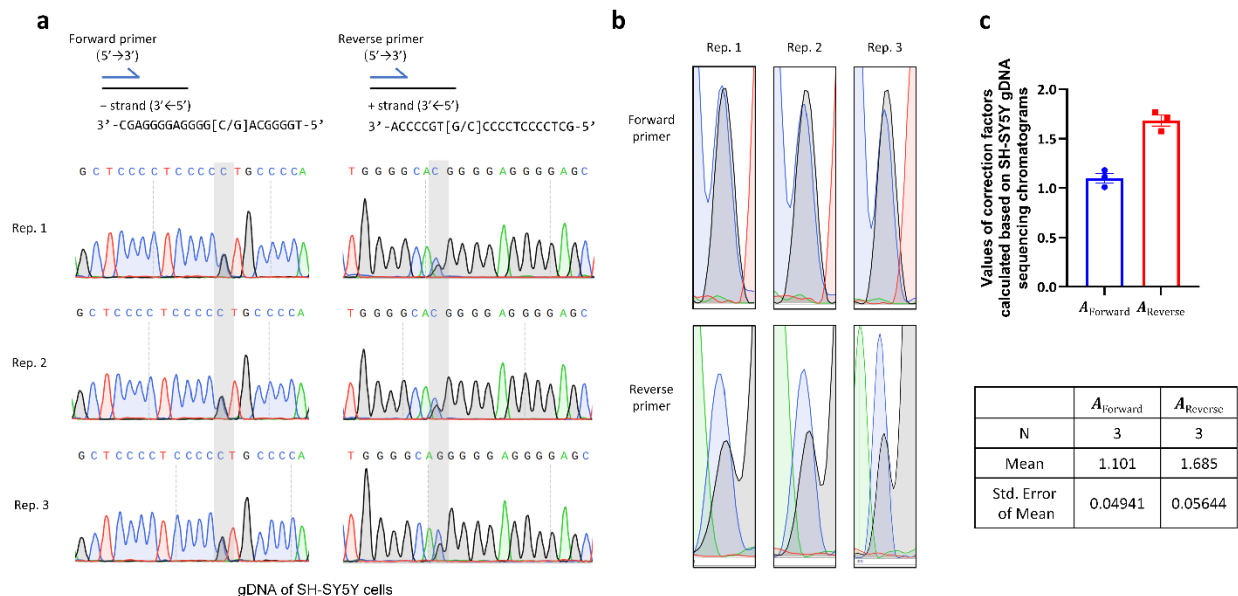 a
Forward primer
(5'→3')
– strand (3'←5')
3'-CGAGGGGAGGGG[C/G]ACGGGGT-5'
Reverse primer
(5'→3')
+ strand (3'←5')
3'-ACCCCGT[G/C]CCCCTCCCCTCG-5'
Rep. 1
G C T C C C C T C C C C C T G C C C C A
T G G G G C A C G G G G A G G G G A G C
Rep. 2
G C T C C C C T C C C C C T G C C C C A
T G G G G C A C G G G G A G G G G A G C
Rep. 3
G C T C C C C T C C C C C T G C C C C A
T G G G G C A G G G G G A G G G G A G C
gDNA of SH-SY5Y cells
b
Rep. 1 Rep. 2 Rep. 3
Forward
primer
Reverse
primer
c
Values of correction factors
calculated based on SH-SY5Y gDNA
sequencing chromatograms
2.0
1.5
1.0
0.5
0.0
AForward AReverse
AForward AReverse
N 3 3
Mean 1.101 1.685
Std. Error
of Mean 0.04941 0.05644